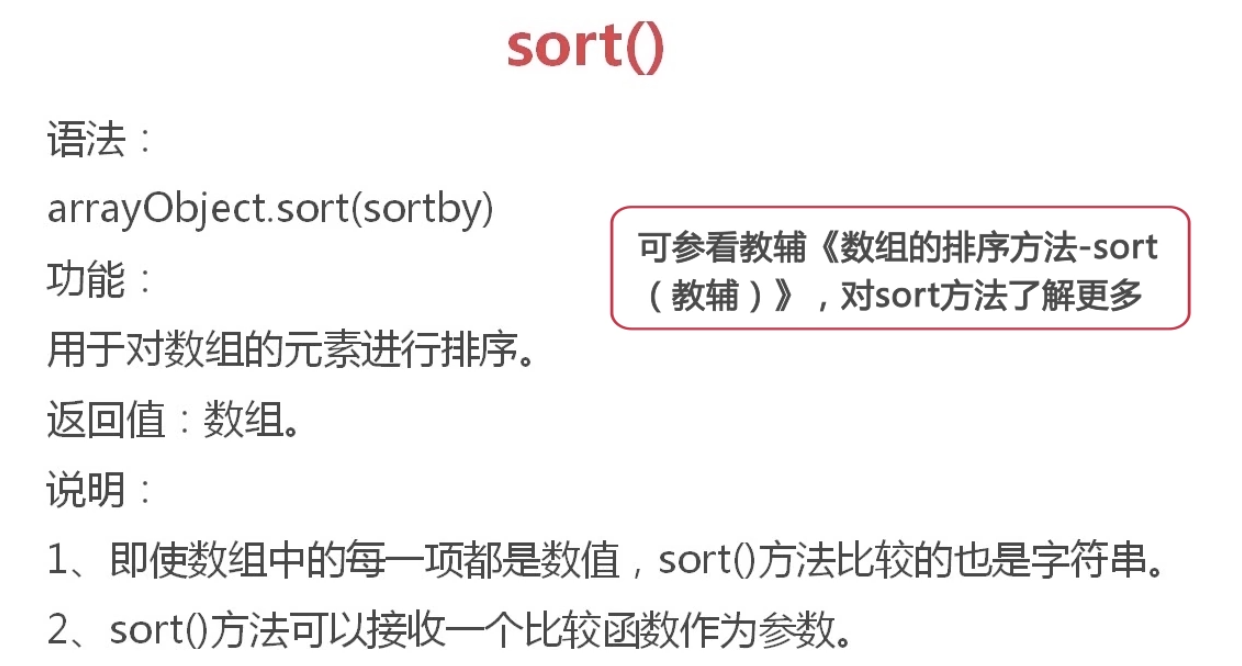 sort()
语法：
arrayObject.sort(sortby)
可参看教辅《数组的排序方法-sort
（教辅）》，对sort方法了解更多
功能：
用于对数组的元素进行排序。
返回值：数组。
说明：
1、即使数组中的每一项都是数值，sort()方法比较的也是字符串。
2、sort()方法可以接收一个比较函数作为参数。